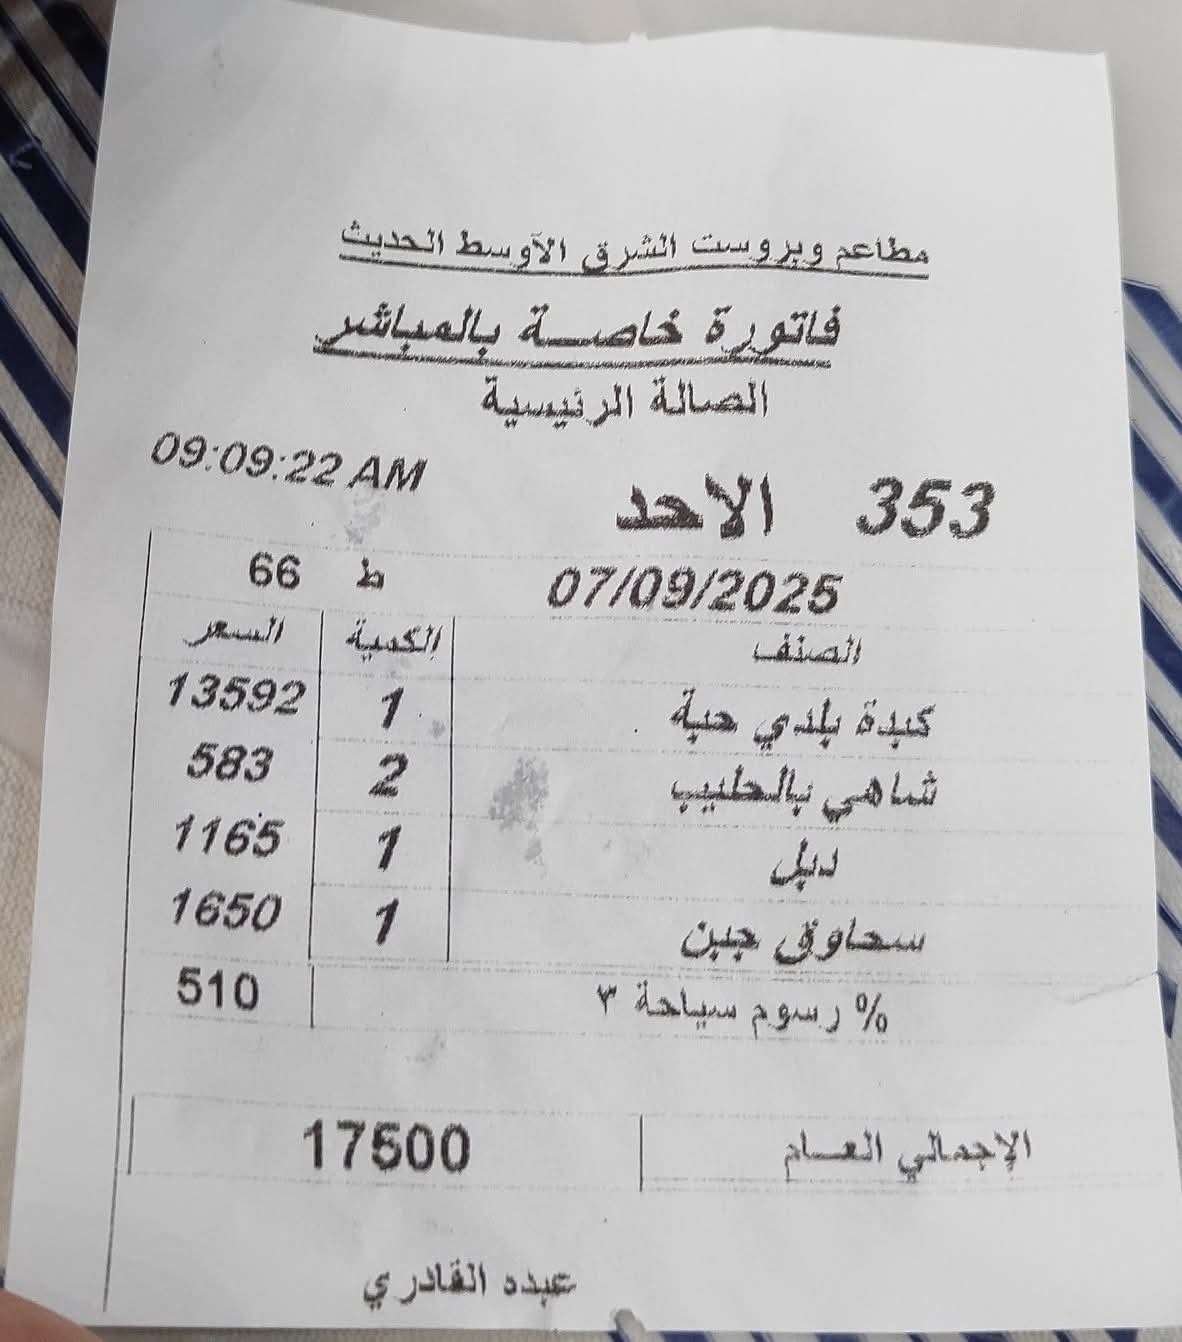 مطاعم وبروست الشرق الآوسط الحديث
فاتورة خاصة بالمباشر
الصالة الرئيسية
09:09:22 AM
353 الاحد
07/09/2025 ط 66
الصنف الكمية السعر
كبدة بلدي حبة 1 13592
شاهي بالحليب 2 583
دبل 1 1165
سحاوق جبن 1 1650
% رسوم سياحة ٣ 510
الإجمالي العام 17500
عبده القادري